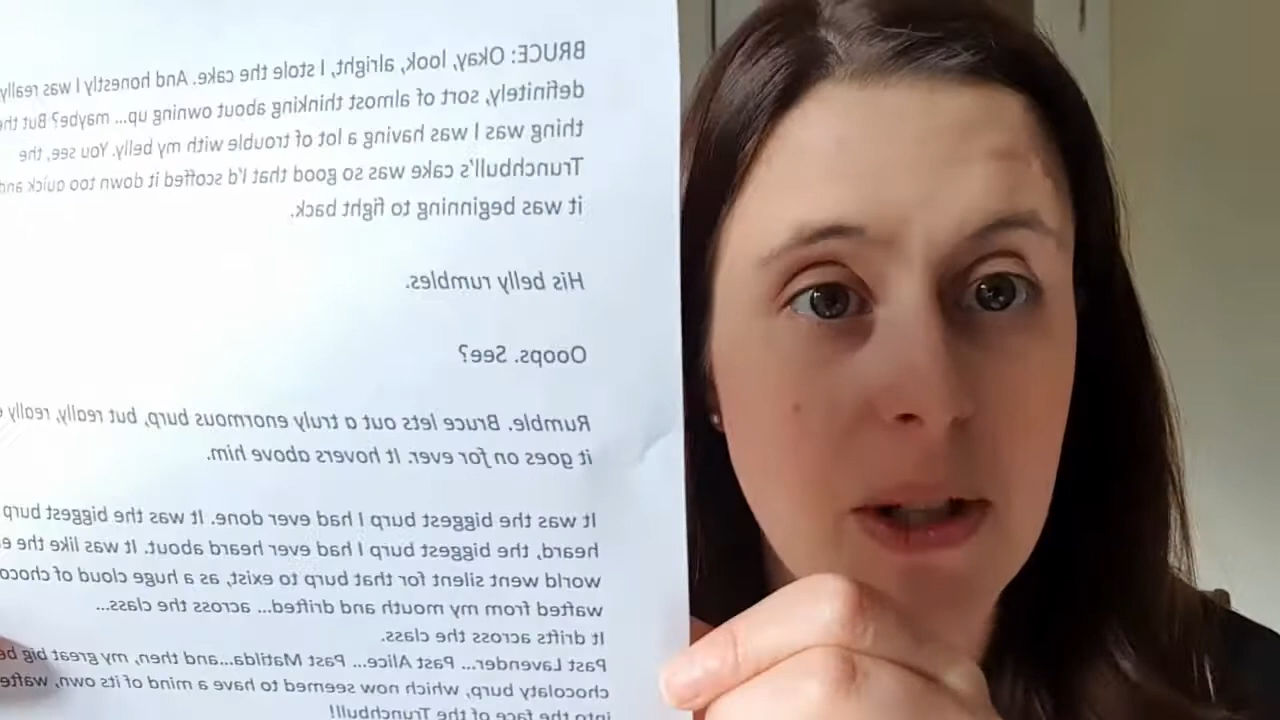 BRUCE: Okay, look, alright, I stole the cake. And honestly I was really
definitely, sort of almost thinking about owning up... maybe? But the
thing was I was having a lot of trouble with my belly. You see, the
Trunchbull's cake was so good that I'd scoffed it down too quick and
it was beginning to fight back.
His belly rumbles.
Ooops. See?
Rumble. Bruce lets out a truly enormous burp, but really, really
it goes on for ever. It hovers above him.
It was the biggest burp I had ever done. It was the biggest burp
heard, the biggest burp I had ever heard about. It was like the
world went silent for that burp to exist, as a huge cloud of
wafted from my mouth and drifted... across the class...
It drifts across the class.
Past Lavender... Past Alice... Past Matilda...and then, my great big
chocolaty burp, which now seemed to have a mind of its own,
into the face of the Trunchbull!!